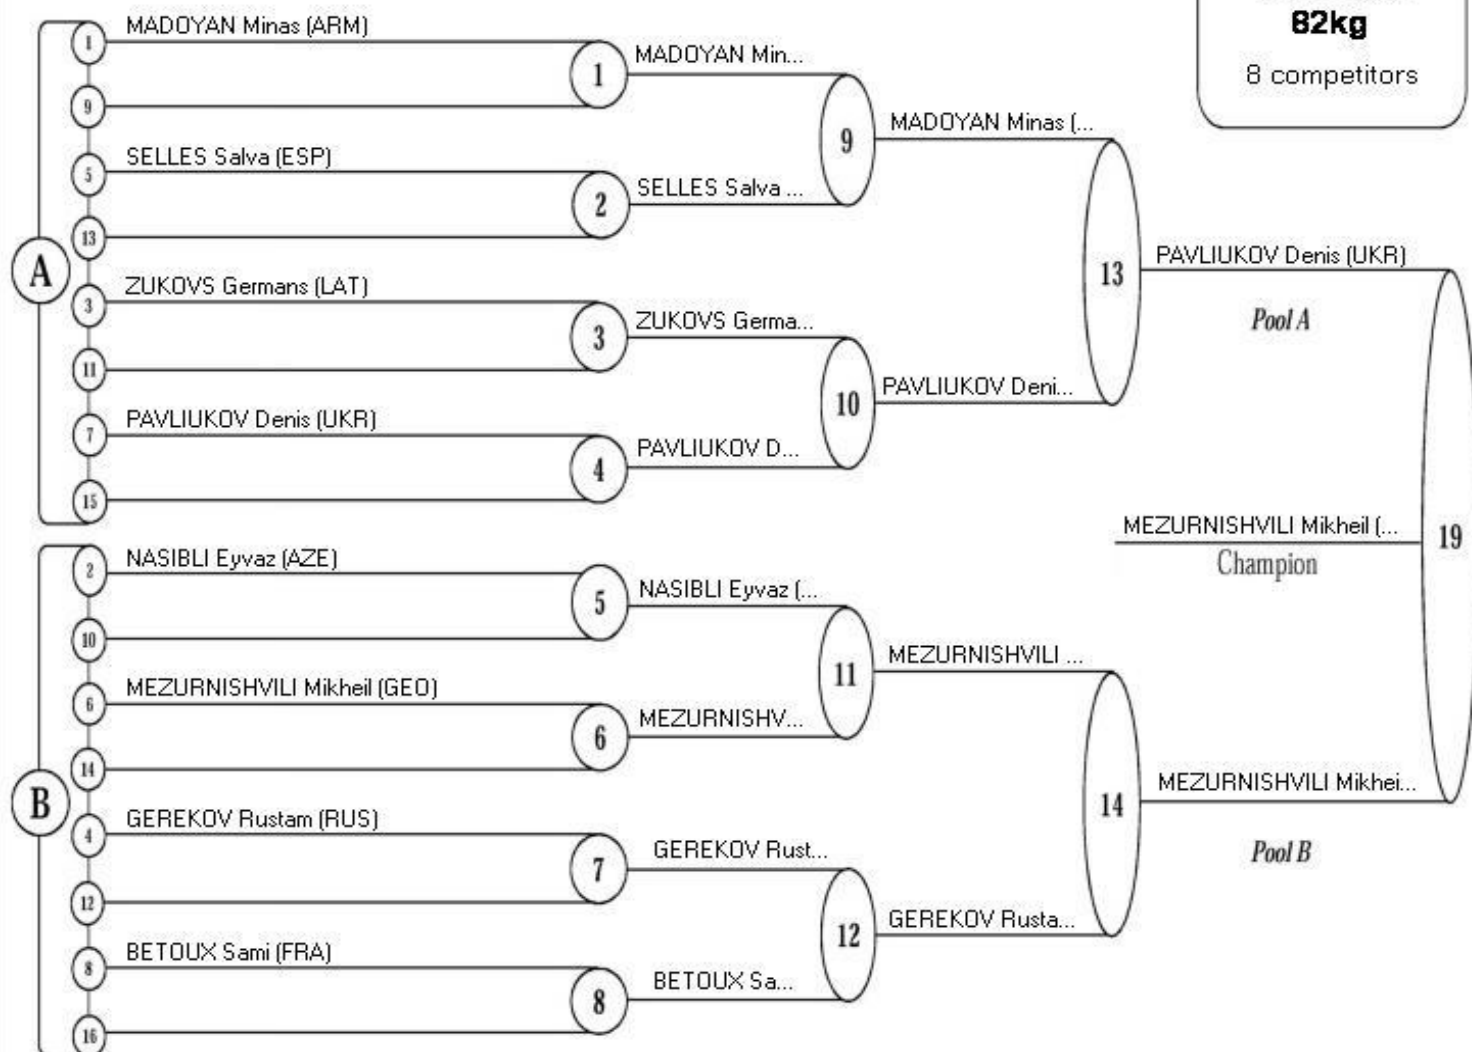 82kg
8 competitors
A
1
MADOYAN Minas (ARM)
9
1
MADOYAN Min...
5
SELLES Salva (ESP)
13
2
SELLES Salva ...
9
MADOYAN Minas (...
3
ZUKOVS Germans (LAT)
11
3
ZUKOVS Germa...
7
PAVLIUKOV Denis (UKR)
15
4
PAVLIUKOV D...
10
PAVLIUKOV Deni...
13
PAVLIUKOV Denis (UKR)
Pool A
B
2
NASIBLI Eyvaz (AZE)
10
5
NASIBLI Eyvaz (...
6
MEZURNISHVILI Mikheil (GEO)
14
6
MEZURNISHV...
11
MEZURNISHVILI ...
4
GEREKOV Rustam (RUS)
12
7
GEREKOV Rust...
8
BETOUX Sami (FRA)
16
8
BETOUX Sa...
12
GEREKOV Rusta...
14
MEZURNISHVILI Mikhei...
Pool B
19
MEZURNISHVILI Mikheil (...
Champion